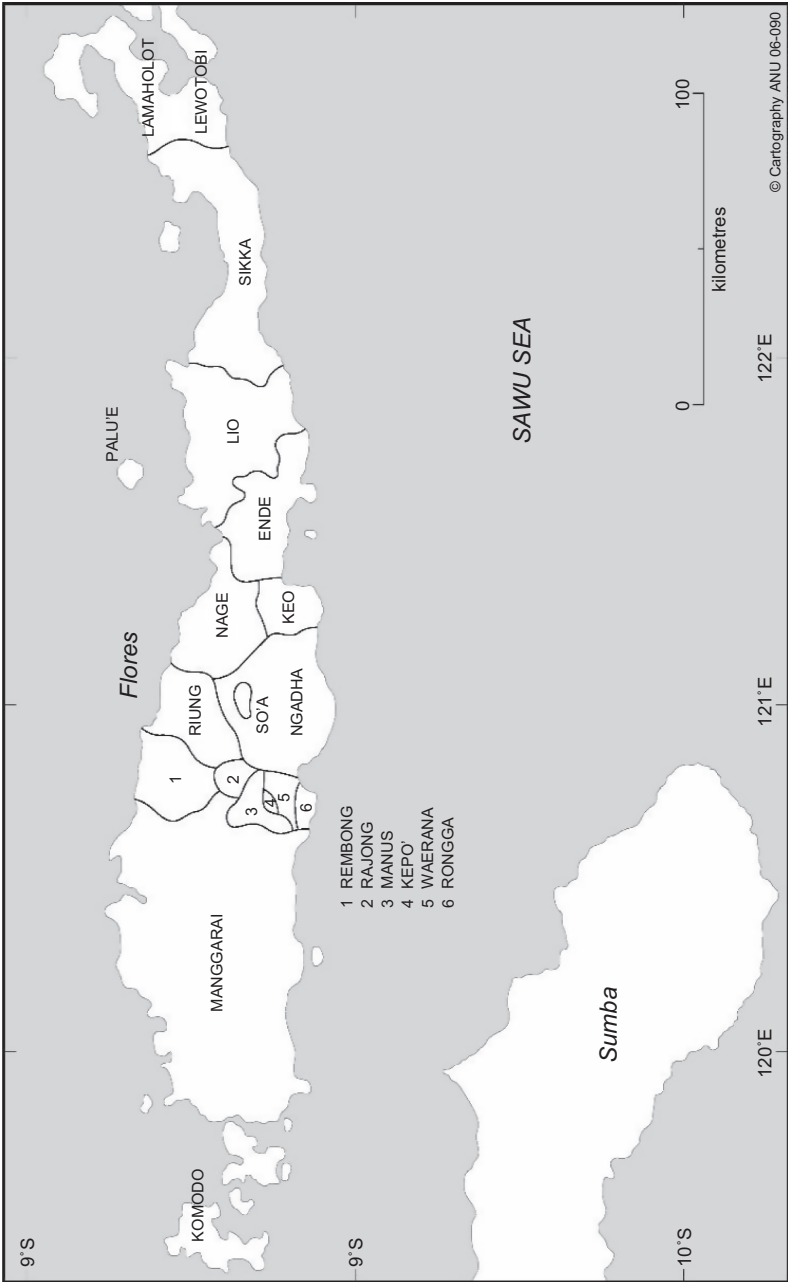 9˚S
9˚S
10˚S
120˚E
121˚E
122˚E
KOMODO
MANGGARAI
Flores
1
2
3
4
5
6
RIUNG
SO'A
NGADHA
NAGE
KEO
ENDE
LIO
PALU'E
SIKKA
LAMAHOLOT
LEWOTOBI
1 REMBONG
2 RAJONG
3 MANUS
4 KEPO'
5 WAERANA
6 RONGGA
SAWU SEA
Sumba
0
100
kilometres
© Cartography ANU 06-090